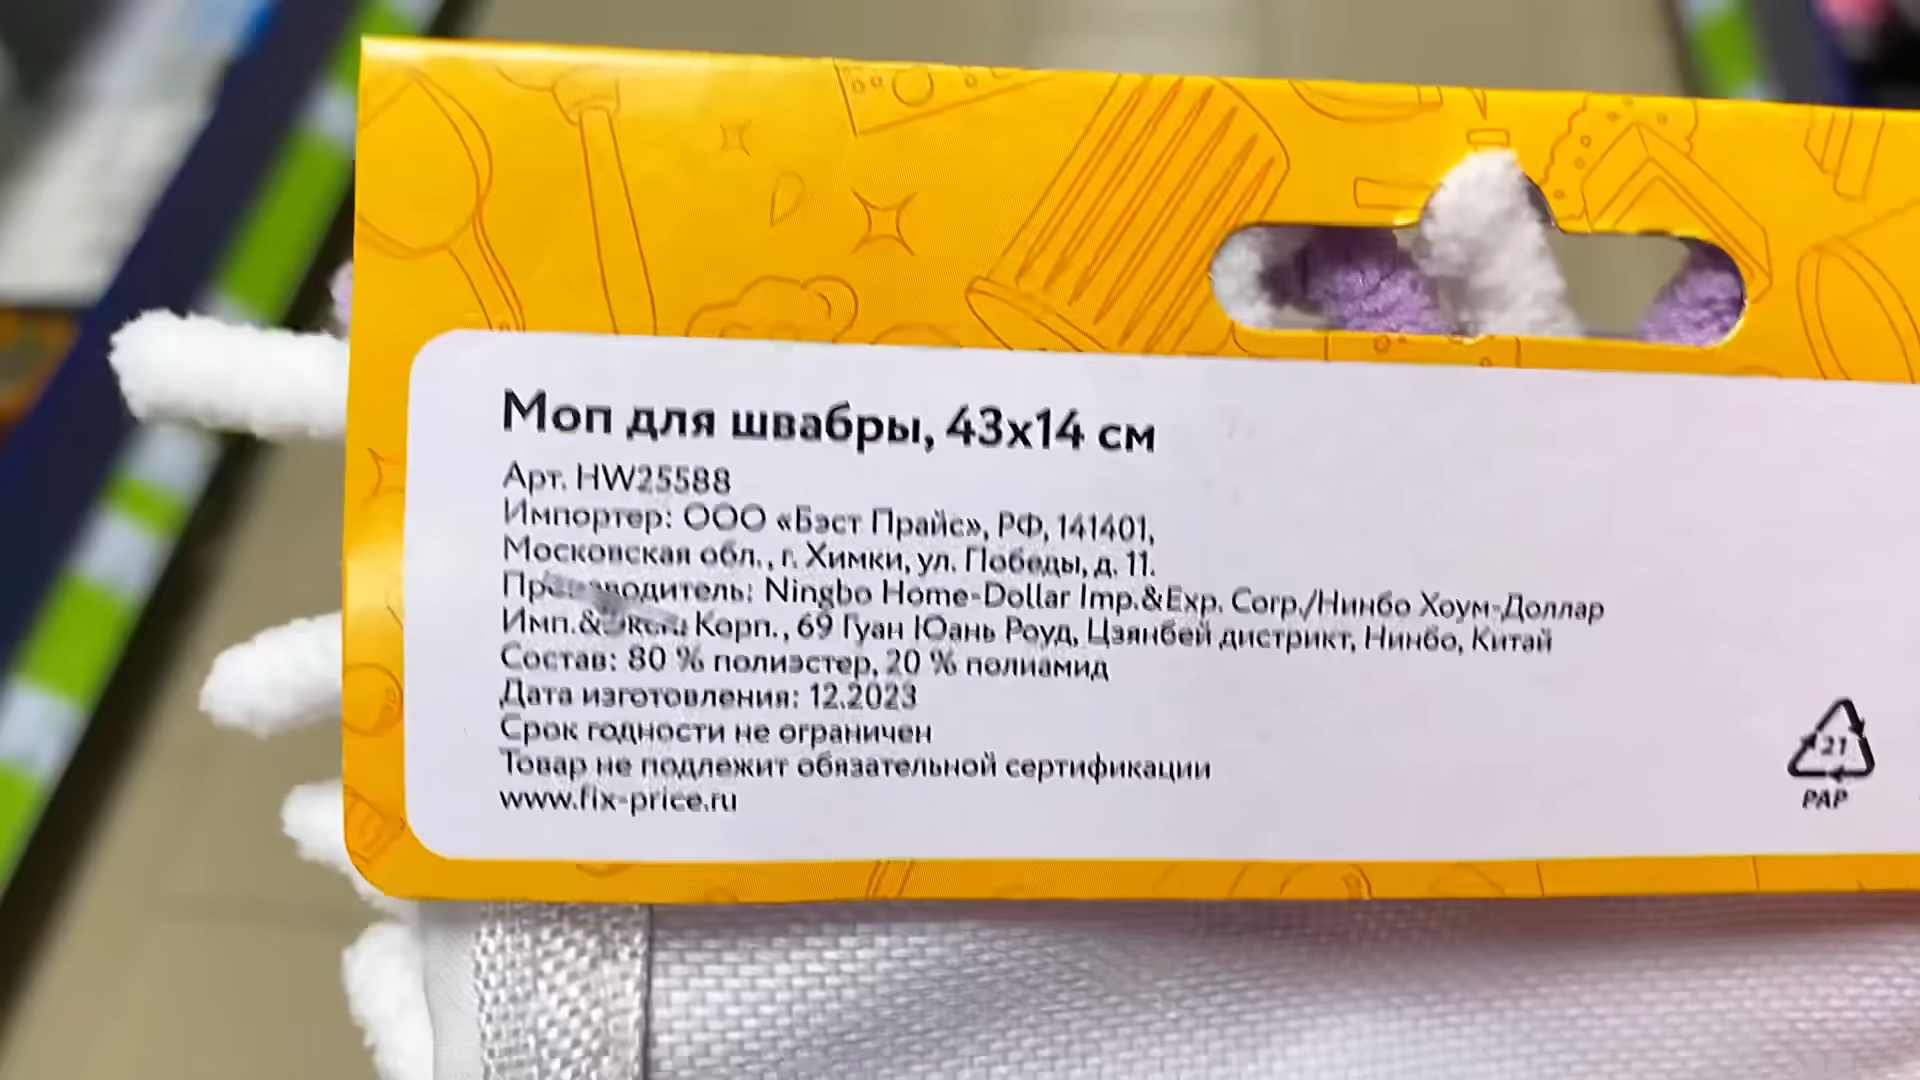 Моп для швабры, 43х14 см
Арт. HW25588
Импортер: ООО «Бэст Прайс», РФ, 141401,
Московская обл., г. Химки, ул. Победы, д. 11.
Ningbo Home-Dollar Imp.&Exp. Corp./Нинбо Хоум-Доллар
Имп.& Корп., 69 Гуан Юань Роуд, Цзянбей дистрикт, Нинбо, Китай
Состав: 80 % полиэстер, 20 % полиамид
Дата изготовления: 12.2023
Срок годности не ограничен
Товар не подлежит обязательной сертификации
www.fix-price.ru
21
PAP